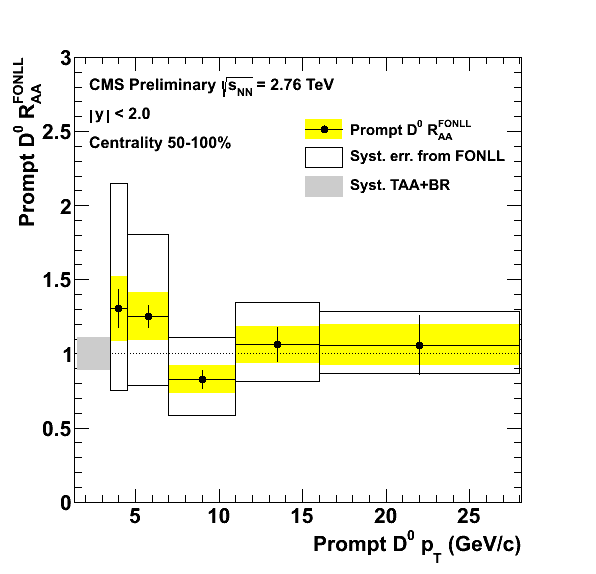 CMS Preliminary √sNN = 2.76 TeV
|y| < 2.0
Centrality 50-100%
Prompt D0 RAAFONLL
Syst. err. from FONLL
Syst. TAA+BR
Prompt D0 RAAFONLL
3
2.5
2
1.5
1
0.5
0
5 10 15 20 25
Prompt D0 pT (GeV/c)